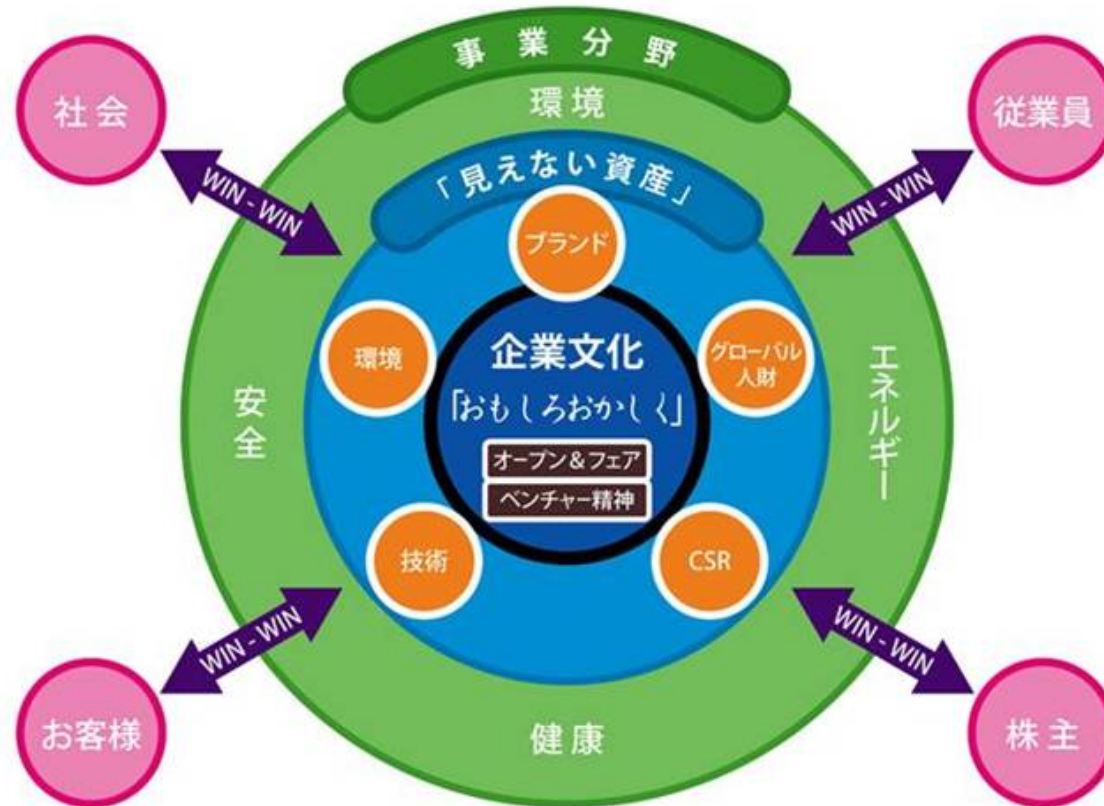 事業分野
社会
環境
従業員
WIN - WIN
「見えない資産」
WIN - WIN
ブランド
環境
企業文化
グローバル
人財
「おもしろおかしく」
安全
エネルギー
オープン&フェア
ベンチャー精神
技術
CSR
WIN - WIN
WIN - WIN
お客様
健康
株主